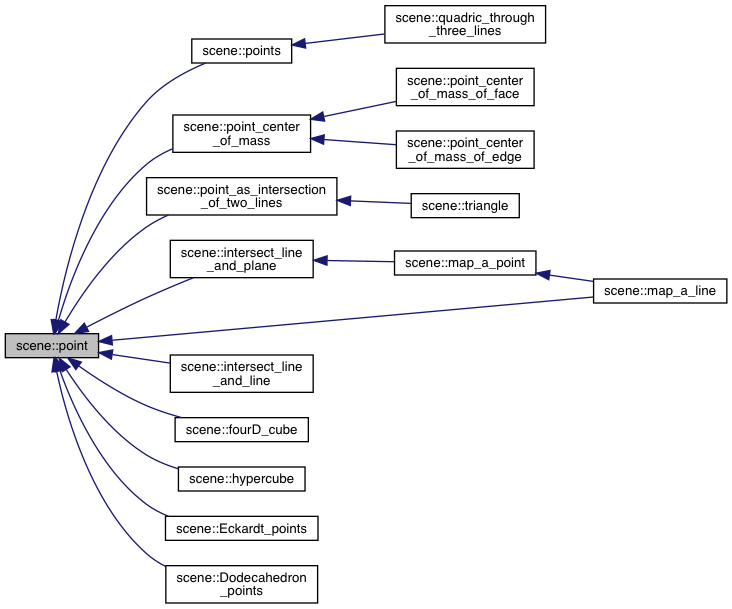 scene::quadric_through
_three_lines
scene::points
scene::point_center
_of_mass_of_face
scene::point_center
_of_mass
scene::point_center
_of_mass_of_edge
scene::point_as_intersection
_of_two_lines
scene::triangle
scene::intersect_line
_and_plane
scene::map_a_point
scene::map_a_line
scene::point
scene::intersect_line
_and_line
scene::fourD_cube
scene::hypercube
scene::Eckardt_points
scene::Dodecahedron
_points